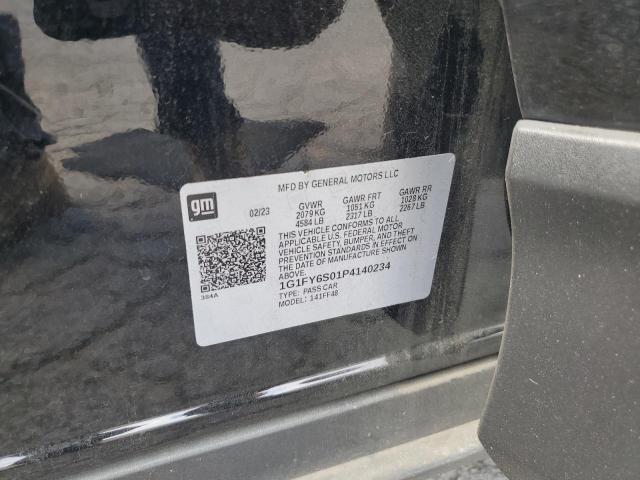 MFD BY GENERAL MOTORS LLC
gm
02/23
GVWR GAWR FRT GAWR RR
2079 KG 1051 KG 1028 KG
4584 LB 2317 LB 2267 LB
THIS VEHICLE CONFORMS TO ALL
APPLICABLE U.S. FEDERAL MOTOR
VEHICLE SAFETY, BUMPER, AND THEFT
PREVENTION STANDARDS IN EFFECT ON
THE DATE OF MANUFACTURE SHOWN
ABOVE.
1G1FY6S01P4140234
TYPE: PASS CAR
MODEL: 141FF48
384A